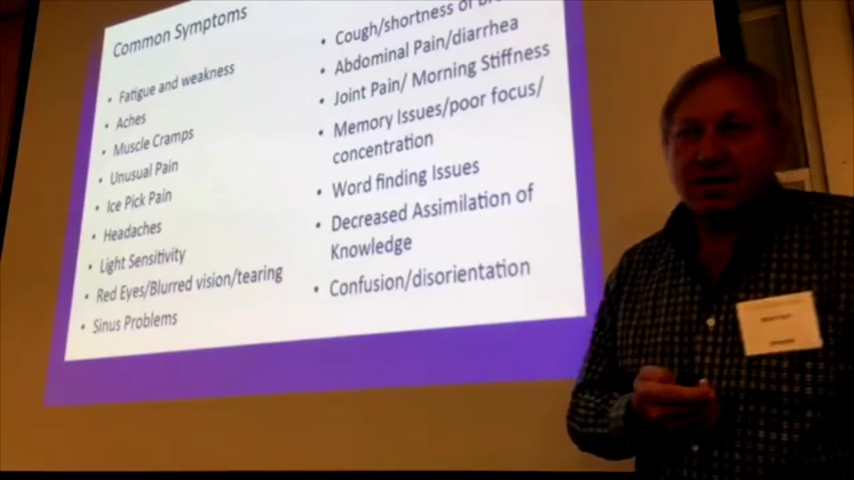 Common Symptoms
• Fatigue and weakness
• Aches
• Muscle Cramps
• Unusual Pain
• Ice Pick Pain
• Headaches
• Light Sensitivity
• Red Eyes/Blurred vision/tearing
• Sinus Problems
• Cough/shortness of
• Abdominal Pain/diarrhea
• Joint Pain/ Morning Stiffness
• Memory Issues/poor focus/
concentration
• Word finding Issues
• Decreased Assimilation of
Knowledge
• Confusion/disorientation